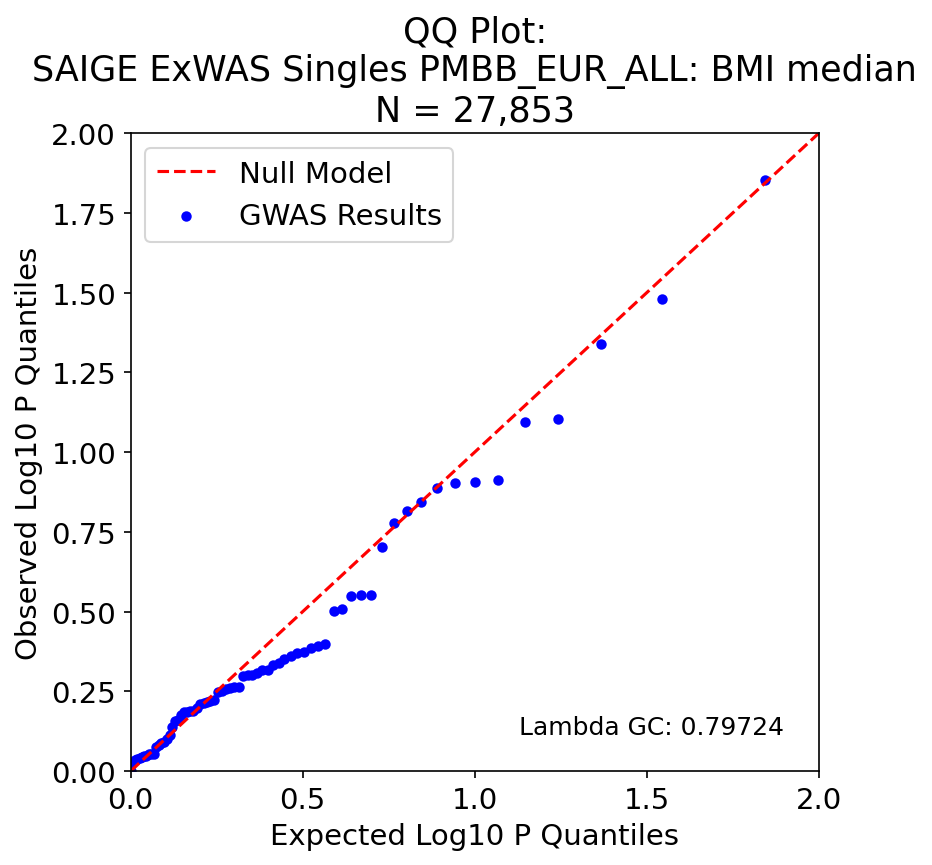 QQ Plot:
SAIGE ExWAS Singles PMBB_EUR_ALL: BMI median
N = 27,853
2.00
1.75
1.50
1.25
1.00
0.75
0.50
0.25
0.00
Observed Log10 P Quantiles
Null Model
GWAS Results
Lambda GC: 0.79724
0.0
0.5
1.0
1.5
2.0
Expected Log10 P Quantiles